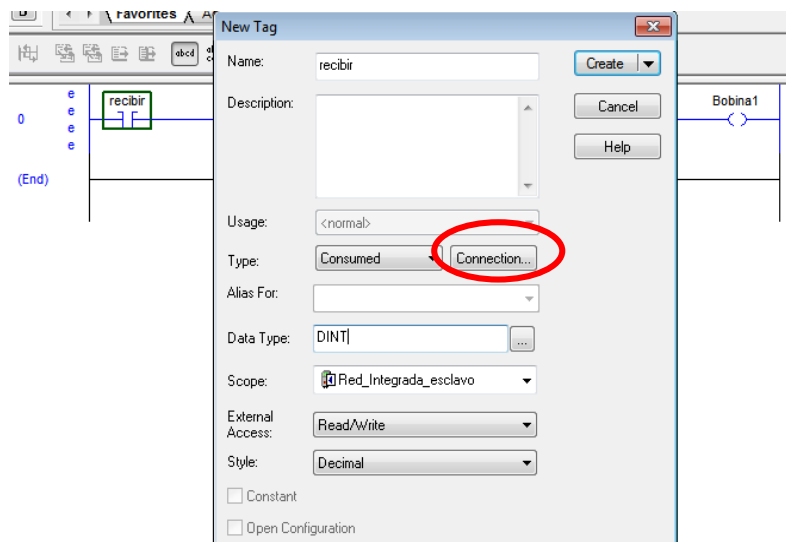 Favorites
New Tag
Name: recibir Create
Description: Cancel
Help
abcd
e
e
e
e
0
recibir
Bobina1
(End)
Usage: <normal>
Type: Consumed Connection...
Alias For:
Data Type: DINT ...
Scope: Red_Integrada_esclavo
External
Access: Read/Write
Style: Decimal
Constant
Open Configuration